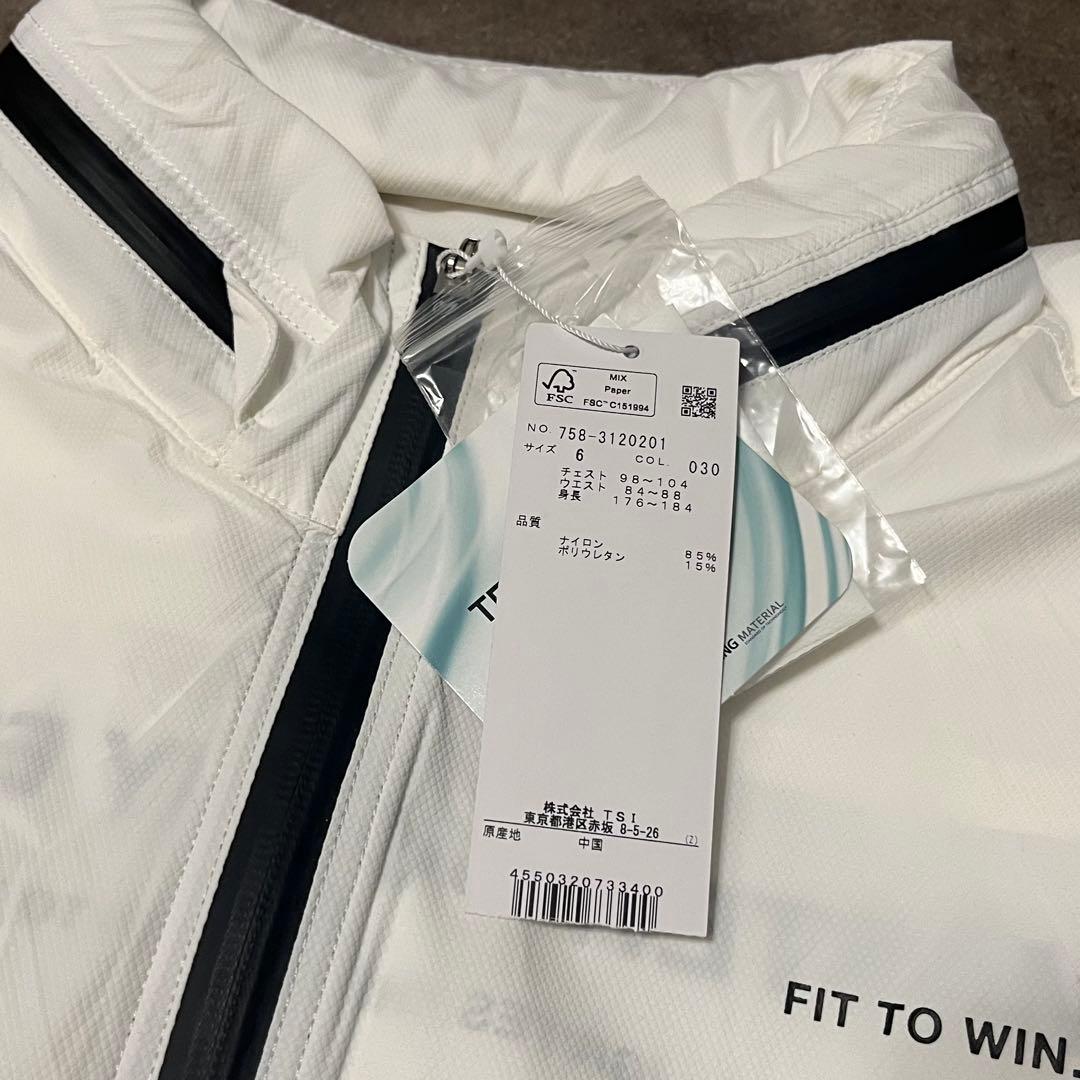 MIX
Paper
FSC™ C151994
FSC
NO. 758-3120201
サイズ 6 COL. 030
チェスト 98～104
ウエスト 84～88
身長 176～184
品質
ナイロン 85%
ポリウレタン 15%
MATERIAL
株式会社 TSI
東京都港区赤坂 8-5-26
(Z)
原産地 中国
4550320733400
FIT TO WIN.